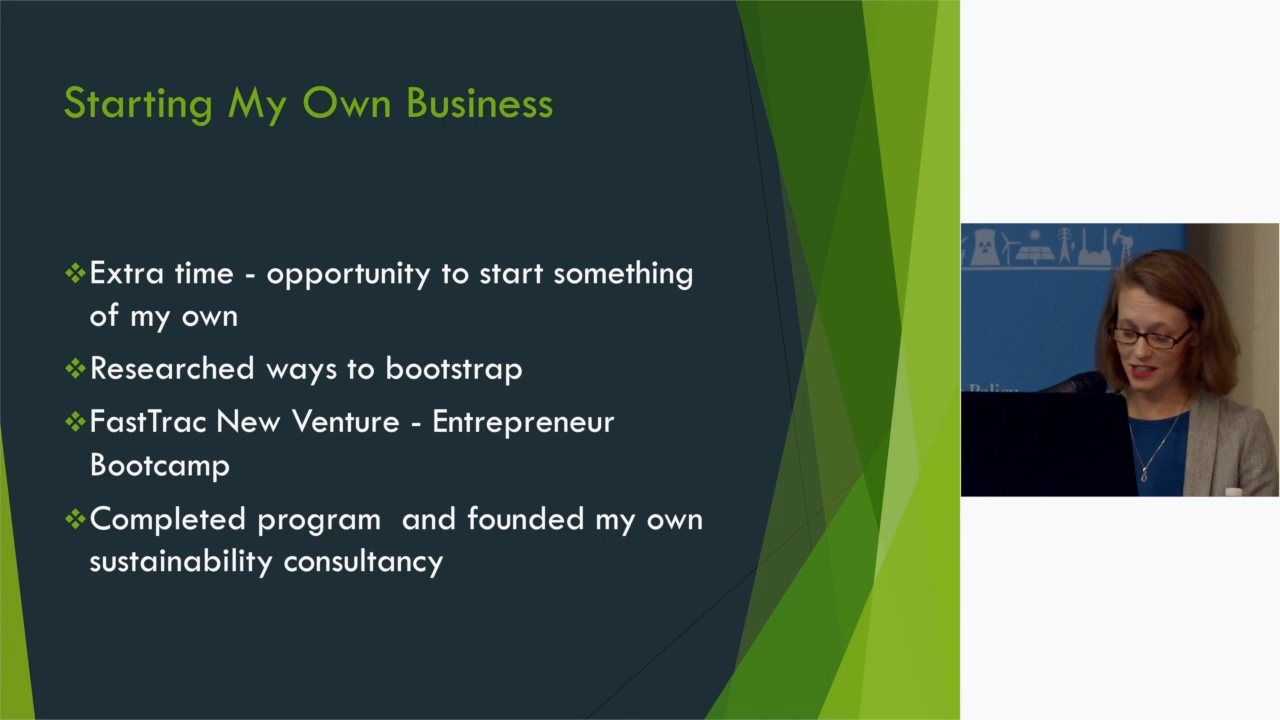 Starting My Own Business
❖Extra time - opportunity to start something
of my own
❖Researched ways to bootstrap
❖FastTrac New Venture - Entrepreneur
Bootcamp
❖Completed program  and founded my own
sustainability consultancy
Policy